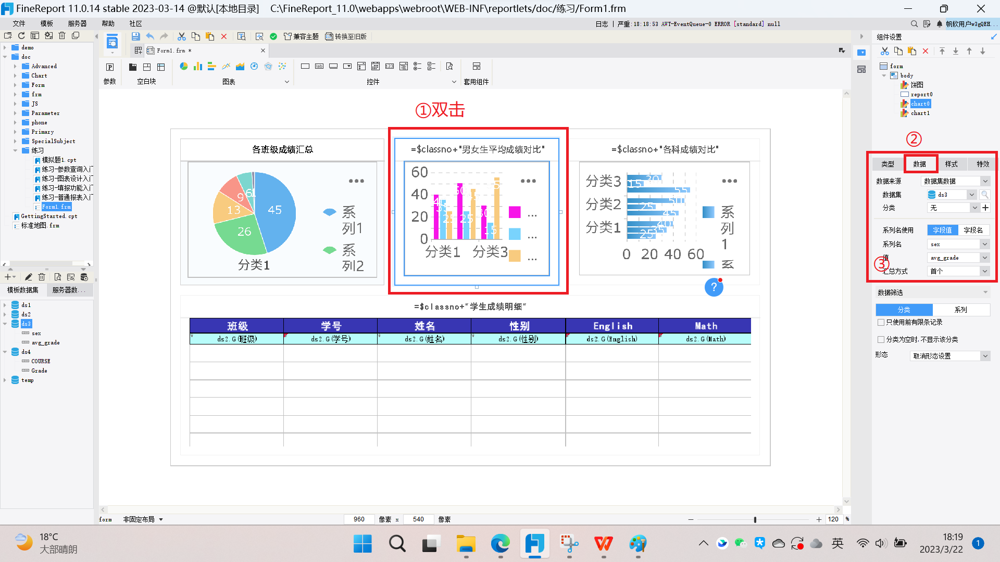 FineReport 11.0.14 stable 2023-03-14 @默认[本地目录] C:\FineReport_11.0\webapps\webroot\WEB-INF\reportlets/doc/练习/Form1.frm
文件 模板 服务器 帮助 社区
日志 | 严重:18:18:53 AWT-EventQueue-0 ERROR [standard] null
帆软用户w3gQEH...
兼容主题 转换至旧版
组件设置
Form1.frm *
参数 空白块 图表 控件 套用组件
demo
doc
Advanced
Chart
Form
frm
JS
Parameter
phone
Primary
SpecialSubject
练习
模拟题1.cpt
练习-参数查询入门
练习-图表设计入门
练习-填报功能入门
练习-普通报表入门
Form1.frm
GettingStarted.cpt
标准地图.frm
模板数据集 服务器数...
ds1
ds2
ds3
sex
avg_grade
ds4
COURSE
Grade
temp
①双击
各班级成绩汇总
45
26
13
9
6
1
系列1
系列2
分类1
=$classno+"男女生平均成绩对比"
60
40
20
0
分类1 分类3
...
...
...
=$classno+"各科成绩对比"
分类3
分类2
分类1
0 20 40 60
系列1
系
?
=$classno+"学生成绩明细"
班级 学号 姓名 性别 English Math
ds2.G(班级) ds2.G(学号) ds2.G(姓名) ds2.G(性别) ds2.G(English) ds2.G(Math)
form 非固定布局 960 像素 x 540 像素 120 %
form
body
饼图
report0
chart0
chart1
②
类型 数据 样式 特效
数据来源 数据集数据
数据集 ds3
分类 无
系列名使用 字段值 字段名
系列名 sex
值 avg_grade
③
汇总方式 首个
数据筛选
分类 系列
只使用前有限条记录
分类为空时,不显示该分类
形态 取消形态设置
18°C
大部晴朗
英
18:19
2023/3/22
1